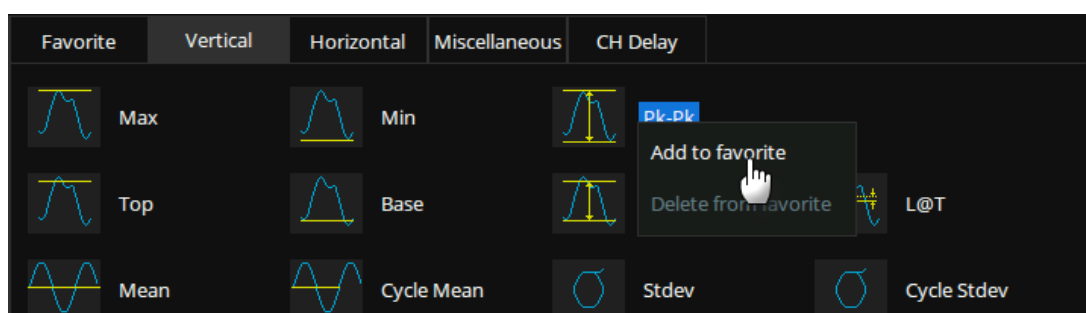 Favorite Vertical Horizontal Miscellaneous CH Delay
Max Min Pk-Pk
Add to favorite
Top Base Delete from favorite L@T
Mean Cycle Mean Stdev Cycle Stdev